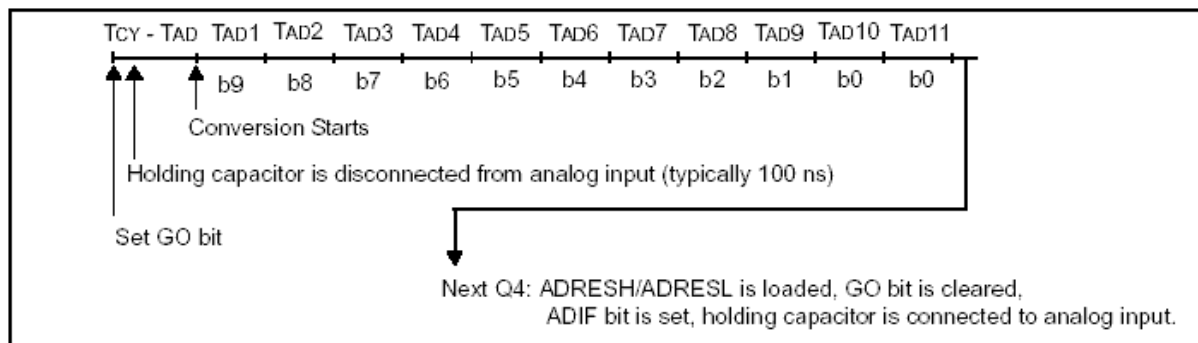 TCY - TAD TAD1 TAD2 TAD3 TAD4 TAD5 TAD6 TAD7 TAD8 TAD9 TAD10 TAD11
b9 b8 b7 b6 b5 b4 b3 b2 b1 b0 b0
Conversion Starts
Holding capacitor is disconnected from analog input (typically 100 ns)
Set GO bit
Next Q4: ADRESH/ADRESL is loaded, GO bit is cleared,
ADIF bit is set, holding capacitor is connected to analog input.